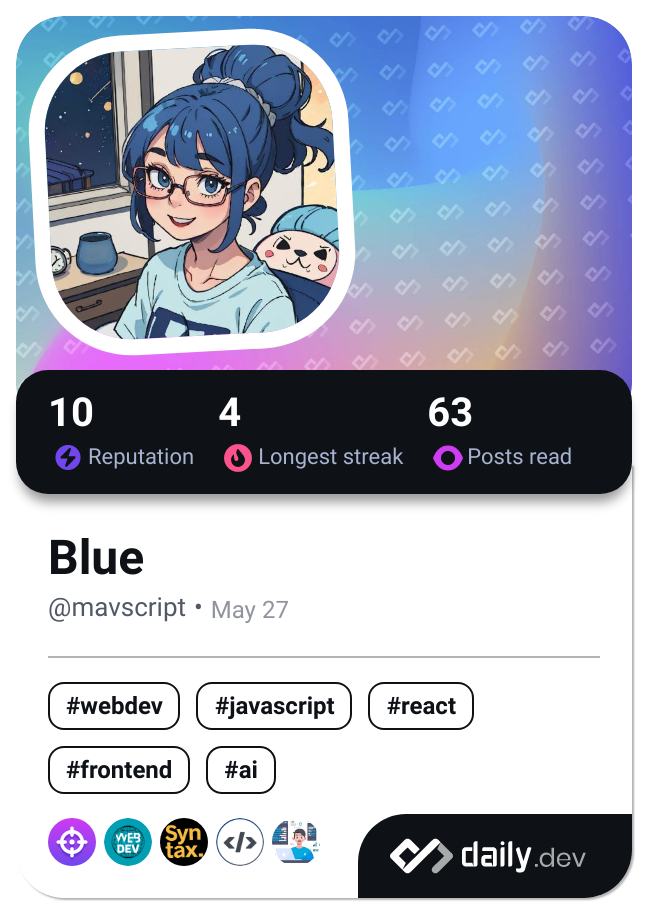 10 4 63
Reputation Longest streak Posts read
Blue
@mavscript • May 27
#webdev #javascript #react
#frontend #ai
WEB
DEV
Syn
tax.
</>
daily.dev